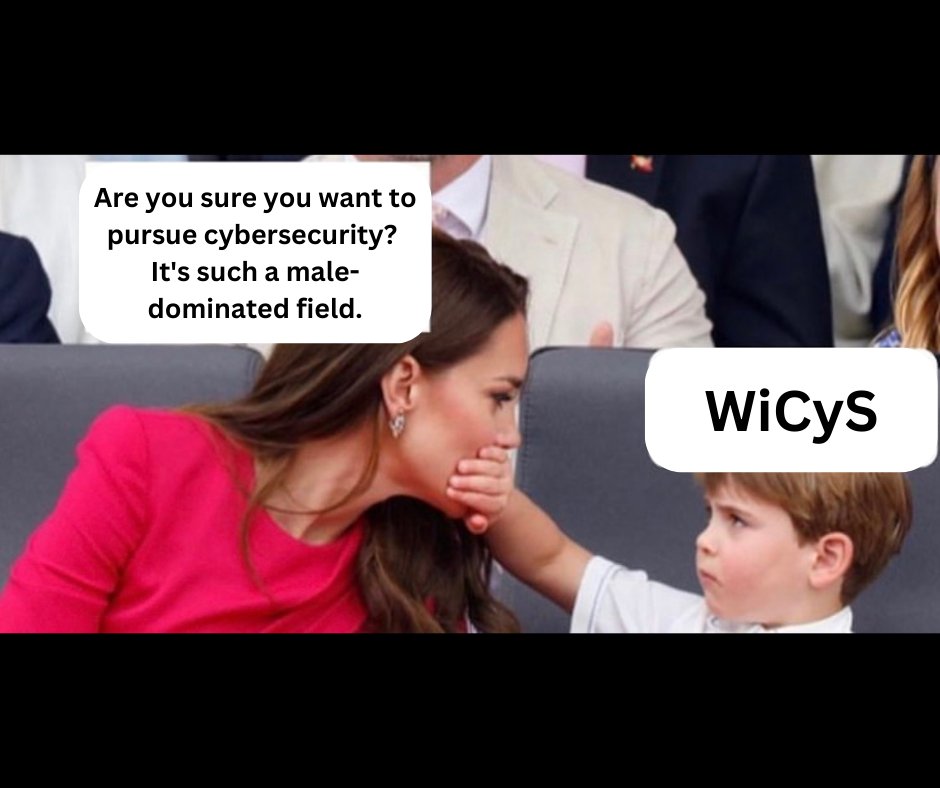 Are you sure you want to
pursue cybersecurity?
It's such a male-
dominated field.
WiCyS